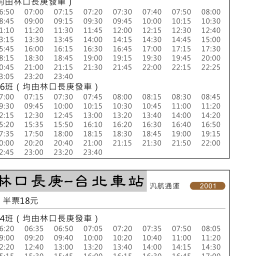 均由林口長庚發車）
6:50 07:00 07:15 07:20 07:30 07:40 07:50 08:00
8:45 09:00 09:15 09:30 09:45 10:00 10:15 10:30
1:10 11:20 11:30 11:45 12:00 12:15 12:30 12:40
3:15 13:30 13:45 14:00 14:15 14:30 14:45 15:00
5:45 16:00 16:15 16:30 16:45 17:00 17:15 17:30
8:15 18:30 18:45 19:00 19:15 19:30 19:45 20:00
0:45 21:00 21:15 21:30 21:45 22:00 22:15 22:25
3:05 23:20 23:40
6班（均由林口長庚發車）
7:00 07:15 07:30 07:45 08:00 08:15 08:30 08:50
9:30 09:45 10:00 10:15 10:30 10:45 11:00 11:20
2:15 12:30 12:45 13:00 13:20 13:40 14:00 14:20
5:20 15:35 15:50 16:10 16:20 16:30 16:40 16:50
7:35 17:50 18:00 18:15 18:30 18:45 19:00 19:15
0:00 20:20 20:40 21:00 21:15 21:30 21:50 22:00
2:45 23:00 23:20 23:40
林口長庚-台北車站 汎航通運 2001
半票18元
4班（均由林口長庚發車）
6:20 06:35 06:50 07:05 07:20 07:35 07:50 08:05
9:00 09:20 09:40 10:00 10:20 10:40 11:00 11:20
2:20 12:40 13:00 13:20 13:40 14:00 14:15 14:30